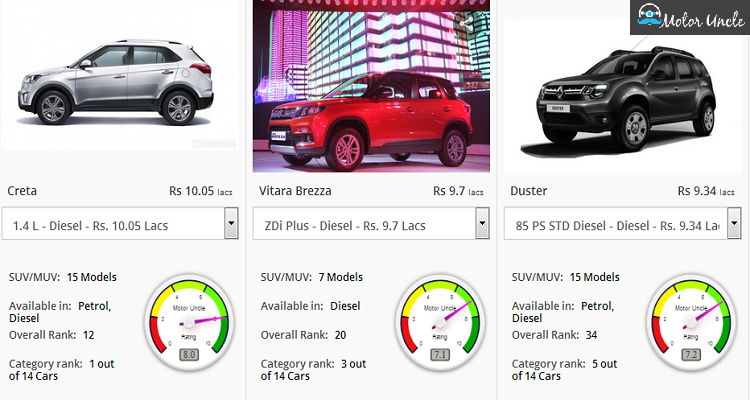 Motor Uncle
Creta Rs 10.05 lacs
1.4 L - Diesel - Rs. 10.05 Lacs
SUV/MUV: 15 Models
Available in: Petrol,
Diesel
Overall Rank: 12
Category rank: 1 out
of 14 Cars
0
2
4
6
8
10
Motor Uncle
Rating
8.0
Vitara Brezza Rs 9.7 lacs
ZDi Plus - Diesel - Rs. 9.7 Lacs
SUV/MUV: 7 Models
Available in: Diesel
Overall Rank: 20
Category rank: 3 out
of 14 Cars
0
2
4
6
8
10
Motor Uncle
Rating
7.1
DUSTER
Duster Rs 9.34 lacs
85 PS STD Diesel - Diesel - Rs. 9.34 La
SUV/MUV: 15 Models
Available in: Petrol,
Diesel
Overall Rank: 34
Category rank: 5 out
of 14 Cars
0
2
4
6
8
10
Motor Uncle
Rating
7.2